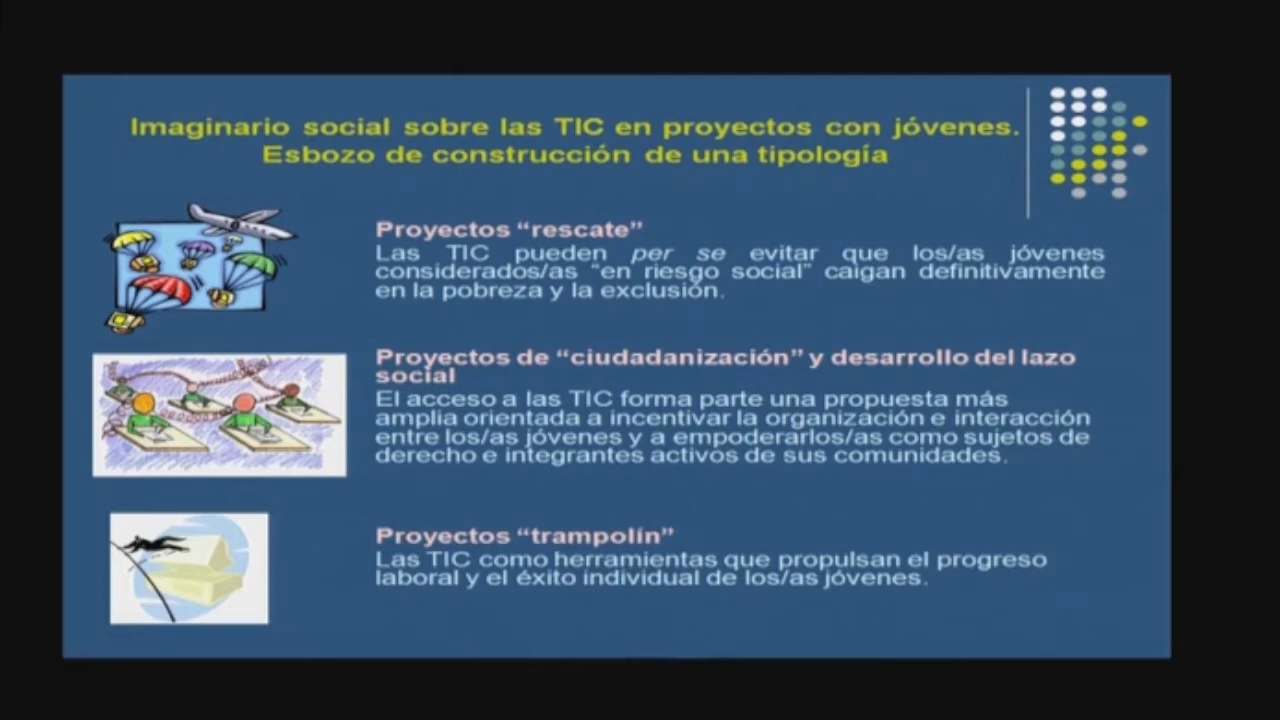 Imaginario social sobre las TIC en proyectos con jóvenes.
Esbozo de construcción de una tipología
Proyectos “rescate”
Las TIC pueden per se evitar que los/as jóvenes
considerados/as “en riesgo social” caigan definitivamente
en la pobreza y la exclusión.
Proyectos de “ciudadanización” y desarrollo del lazo
social
El acceso a las TIC forma parte una propuesta más
amplia orientada a incentivar la organización e interacción
entre los/as jóvenes y a empoderarlos/as como sujetos de
derecho e integrantes activos de sus comunidades.
Proyectos “trampolín”
Las TIC como herramientas que propulsan el progreso
laboral y el éxito individual de los/as jóvenes.